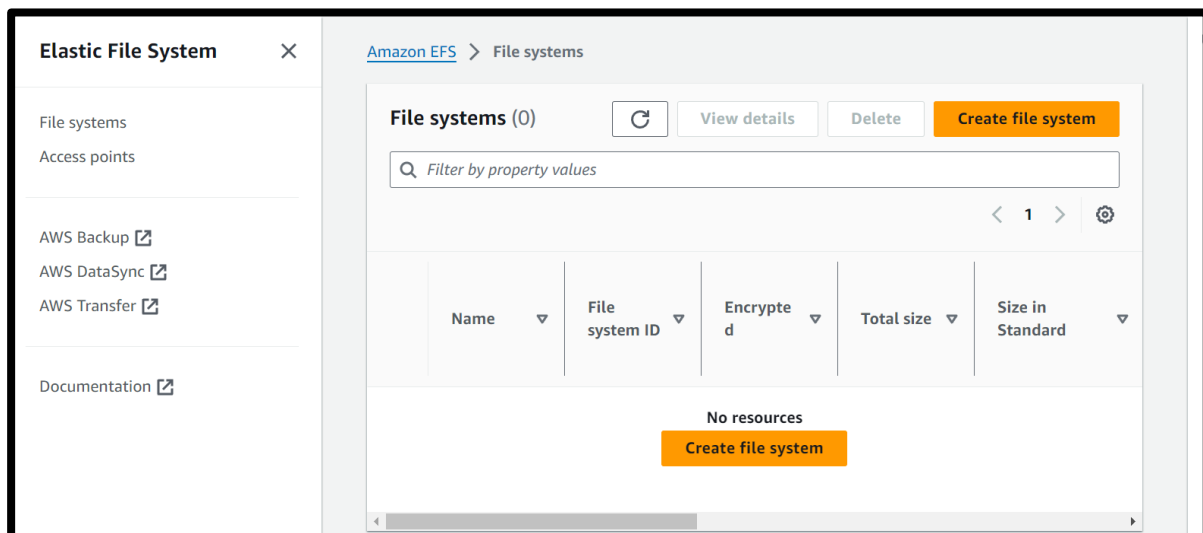 Elastic File System
File systems
Access points
AWS Backup
AWS DataSync
AWS Transfer
Documentation
Amazon EFS > File systems
File systems (0)
View details
Delete
Create file system
Filter by property values
1
Name
File
system ID
Encrypte
d
Total size
Size in
Standard
No resources
Create file system